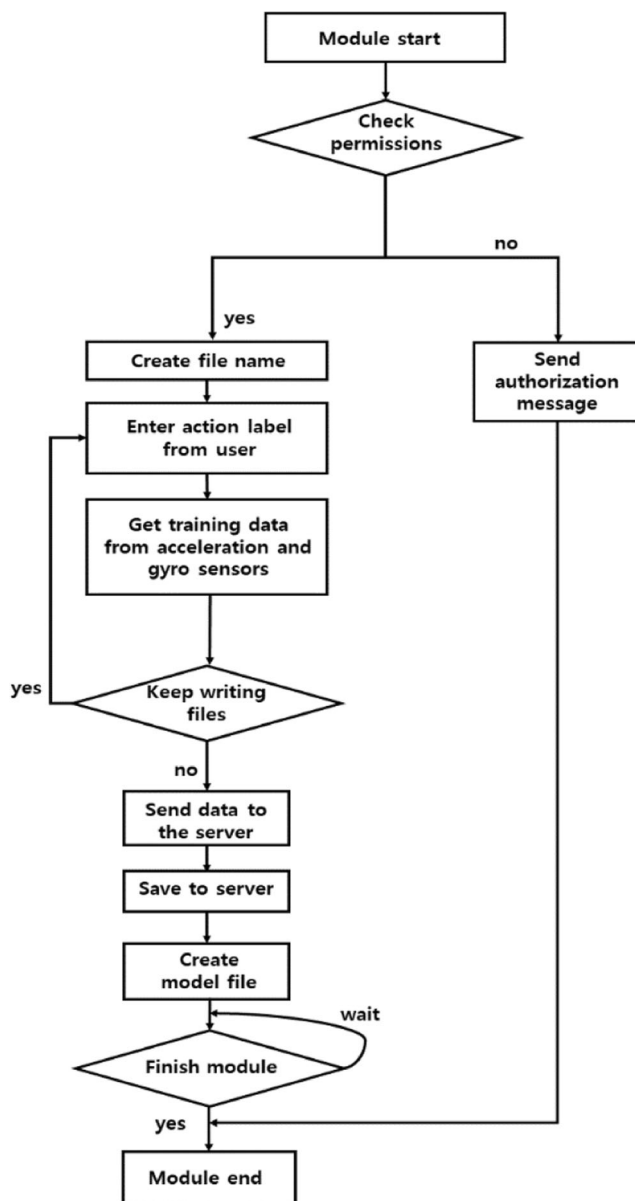 Module start
Check
permissions
no
yes
Create file name
Send
authorization
message
Enter action label
from user
Get training data
from acceleration and
gyro sensors
yes
Keep writing
files
no
Send data to
the server
Save to server
Create
model file
wait
Finish module
yes
Module end